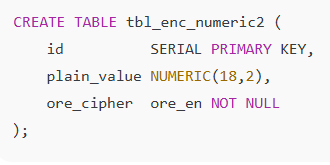 CREATE TABLE tbl_enc_numeric2 (
    id          SERIAL PRIMARY KEY,
    plain_value NUMERIC(18,2),
    ore_cipher  ore_en NOT NULL
);